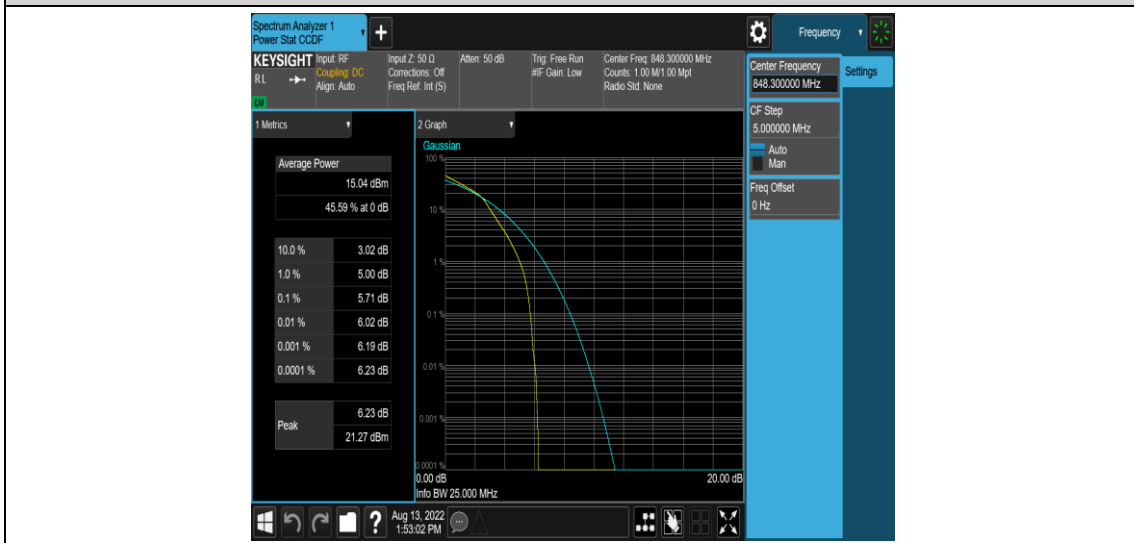 Spectrum Analyzer 1
Power Stat CCDF
Frequency
KEYSIGHT
RL
LNI
Input: RF
Coupling: DC
Align: Auto
Input Z: 50 Ω
Corrections: Off
Freq Ref: Int (S)
Atten: 50 dB
Trig: Free Run
#IF Gain: Low
Center Freq: 848.300000 MHz
Counts: 1.00 M/1.00 Mpt
Radio Std: None
Center Frequency
848.300000 MHz
Settings
CF Step
5.000000 MHz
Auto
Man
Freq Offset
0 Hz
1 Metrics
Average Power
15.04 dBm
45.59 % at 0 dB
10.0 % 3.02 dB
1.0 % 5.00 dB
0.1 % 5.71 dB
0.01 % 6.02 dB
0.001 % 6.19 dB
0.0001 % 6.23 dB
Peak 6.23 dB
21.27 dBm
2 Graph
Gaussian
100 %
10 %
1 %
0.1 %
0.01 %
0.001 %
0.0001 %
0.00 dB 20.00 dB
Info BW 25.000 MHz
?
Aug 13, 2022
1:53:02 PM